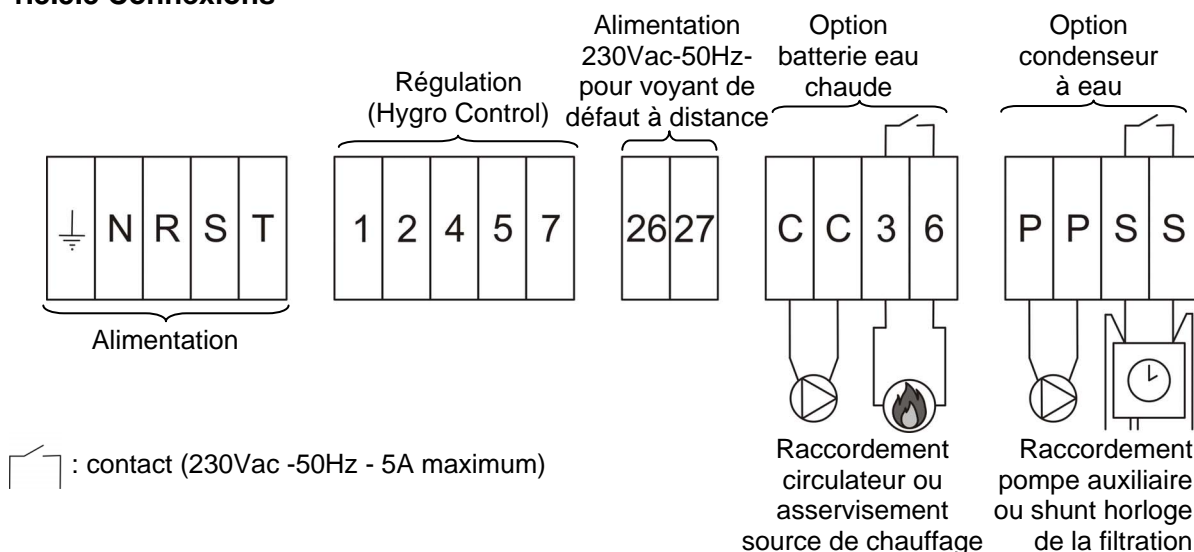 Connexions
Alimentation
230Vac-50Hz-
pour voyant de
défaut à distance
Option
batterie eau
chaude
Option
condenseur
à eau
Régulation
(Hygro Control)
N R S T
1 2 4 5 7
26 27
C C 3 6
P P S S
Alimentation
: contact (230Vac -50Hz - 5A maximum)
Raccordement
circulateur ou
asservisement
source de chauffage
Raccordement
pompe auxiliaire
ou shunt horloge
de la filtration